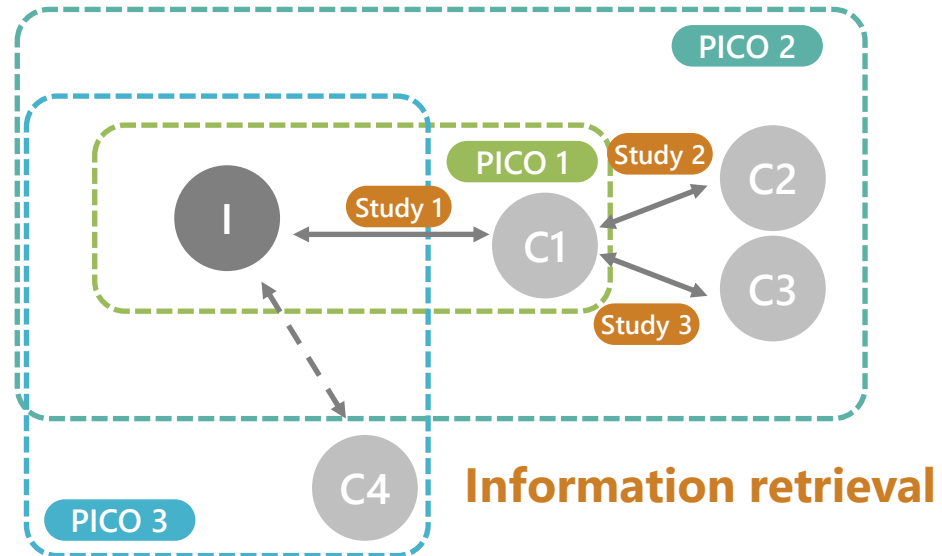 PICO 2
PICO 1
Study 2
I
Study 1
C1
C2
C3
Study 3
C4
Information retrieval
PICO 3